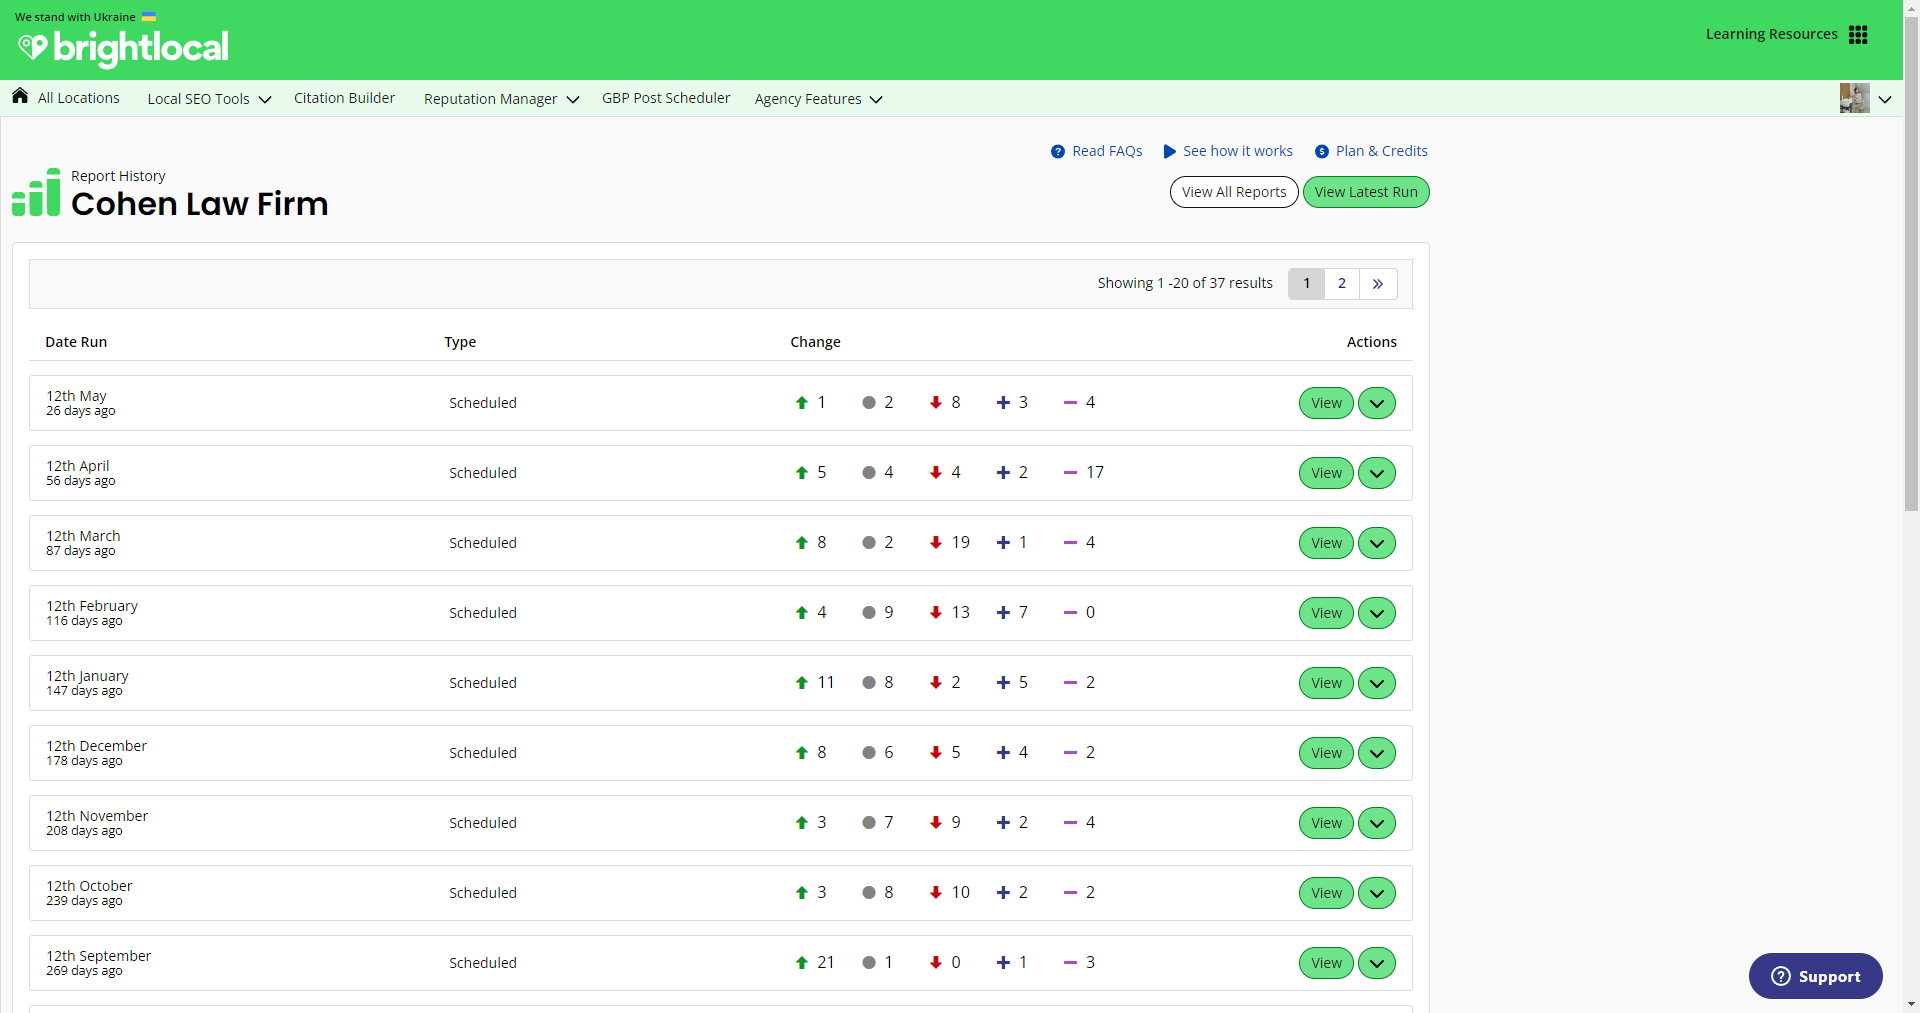 We stand with Ukraine
brightlocal
Learning Resources
All Locations Local SEO Tools Citation Builder Reputation Manager GBP Post Scheduler Agency Features
Read FAQs See how it works Plan & Credits
Report History
Cohen Law Firm
View All Reports View Latest Run
Showing 1 -20 of 37 results 1 2 »
Date Run Type Change Actions
12th May
26 days ago
Scheduled 1 2 8 3 4 View
12th April
56 days ago
Scheduled 5 4 4 2 17 View
12th March
87 days ago
Scheduled 8 2 19 1 4 View
12th February
116 days ago
Scheduled 4 9 13 7 0 View
12th January
147 days ago
Scheduled 11 8 2 5 2 View
12th December
178 days ago
Scheduled 8 6 5 4 2 View
12th November
208 days ago
Scheduled 3 7 9 2 4 View
12th October
239 days ago
Scheduled 3 8 10 2 2 View
12th September
269 days ago
Scheduled 21 1 0 1 3 View
Support